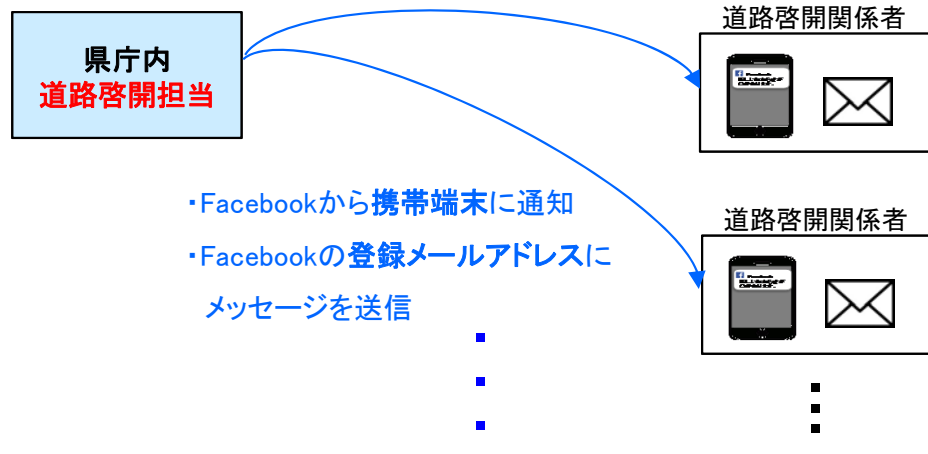 道路啓開関係者
県庁内
道路啓開担当
・Facebookから携帯端末に通知
・Facebookの登録メールアドレスに
メッセージを送信
道路啓開関係者